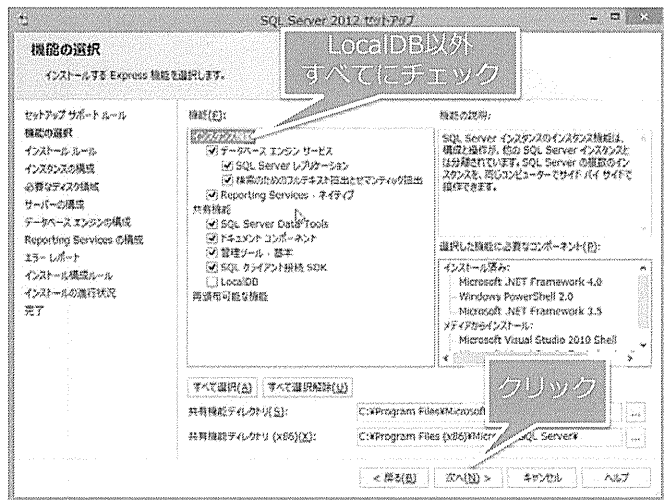 SQL Server 2012 セットアップ
機能の選択
インストールする Express 機能を選択します。
LocalDB以外
すべてにチェック
セットアップ サポート ルール
機能の選択
インストール ルール
インスタンスの構成
必要なディスク領域
サーバーの構成
データベース エンジンの構成
Reporting Services の構成
エラー レポート
インストール構成ルール
インストールの進行状況
完了
機能(F):
インスタンス機能
データベース エンジン サービス
SQL Server レプリケーション
検索のためのフルテキスト抽出とセマンティック抽出
Reporting Services - ネイティブ
共有機能
SQL Server Data Tools
ドキュメント コンポーネント
管理ツール - 基本
SQL クライアント接続 SDK
LocalDB
再頒布可能な機能
機能の説明:
SQL Server インスタンスのインスタンス機能は、
構成と操作が、他の SQL Server インスタンスと
は分離されています。SQL Server の複数のイン
スタンスを、同じコンピューターでサイド バイ サイドで
操作できます。
選択した機能に必要なコンポーネント(P):
インストール済み:
Microsoft .NET Framework 4.0
Windows PowerShell 2.0
Microsoft .NET Framework 3.5
メディアからインストール:
Microsoft Visual Studio 2010 Shell
すべて選択(A)
すべて選択解除(U)
クリック
共有機能ディレクトリ(S):
C:¥Program Files¥Microsoft
...
共有機能ディレクトリ (x86)(X):
C:¥Program Files (x86)¥Micr
SQL Server¥
...
< 戻る(B)
次へ(N) >
キャンセル
ヘルプ